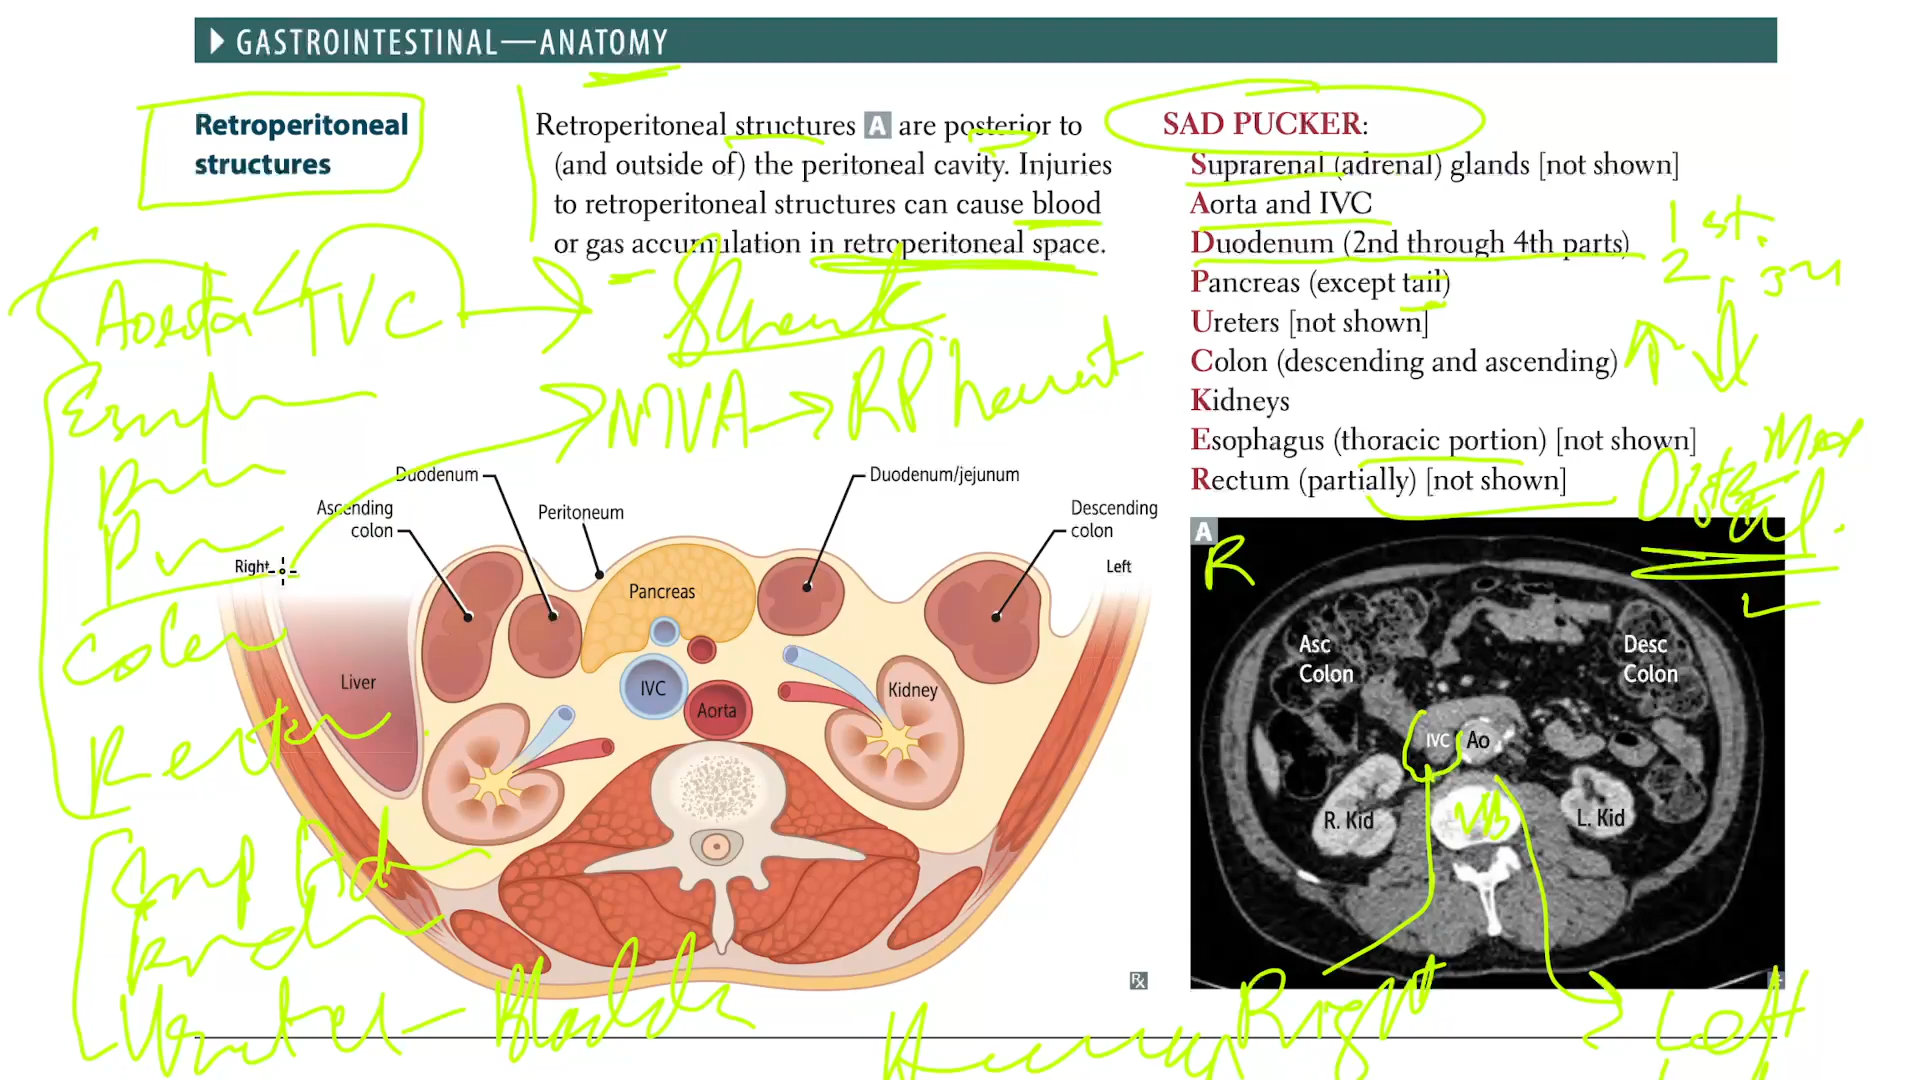 ▶ GASTROINTESTINAL—ANATOMY
Retroperitoneal
structures
Retroperitoneal structures A are posterior to
(and outside of) the peritoneal cavity. Injuries
to retroperitoneal structures can cause blood
or gas accumulation in retroperitoneal space.
SAD PUCKER:
Suprarenal (adrenal) glands [not shown]
Aorta and IVC
Duodenum (2nd through 4th parts)
Pancreas (except tail)
Ureters [not shown]
Colon (descending and ascending)
Kidneys
Esophagus (thoracic portion) [not shown]
Rectum (partially) [not shown]
1st.
2, 3
Aorta IVC
MVA → RP
Colon
Duodenum
Ascending
colon
Peritoneum
Duodenum/jejunum
Descending
colon
Right
Left
Pancreas
Liver
IVC
Aorta
Kidney
Rx
A
R
Asc
Colon
Desc
Colon
IVC
Ao
R. Kid
L. Kid
VB
Right
Left